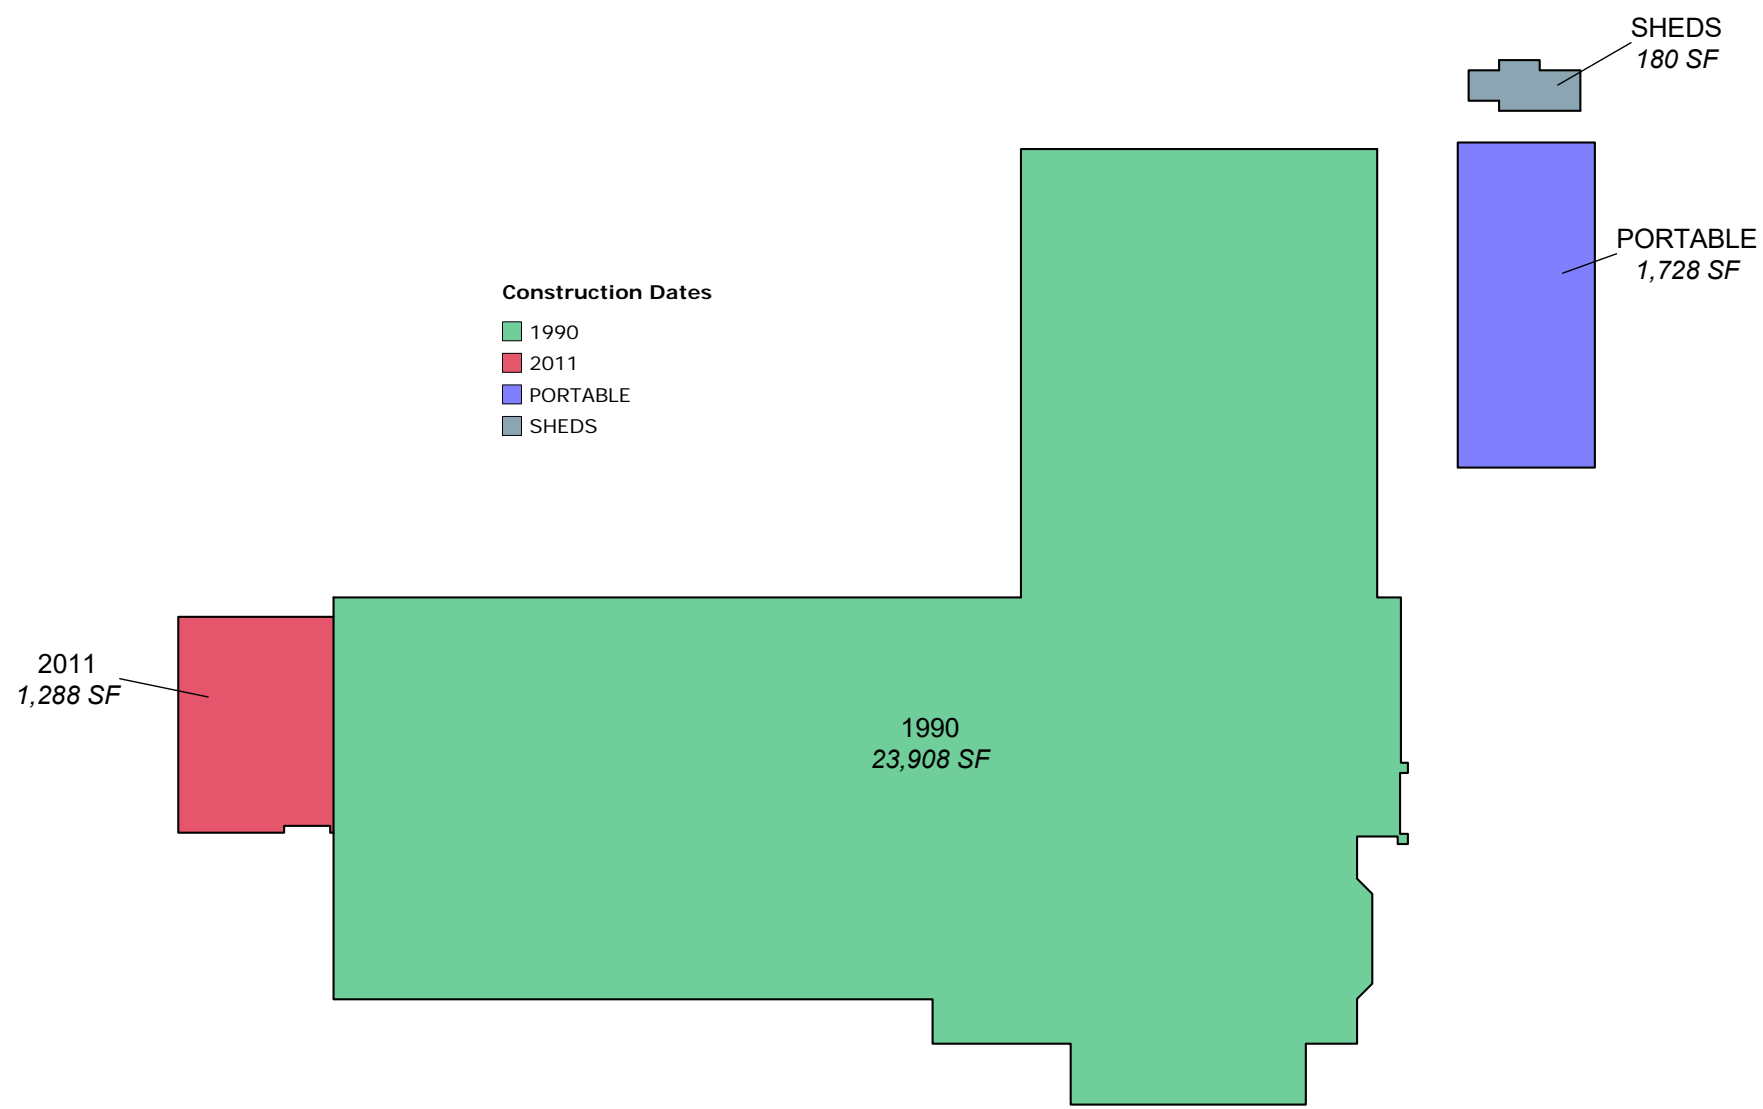 SHEDS
180 SF
PORTABLE
1,728 SF
Construction Dates
1990
2011
PORTABLE
SHEDS
2011
1,288 SF
1990
23,908 SF